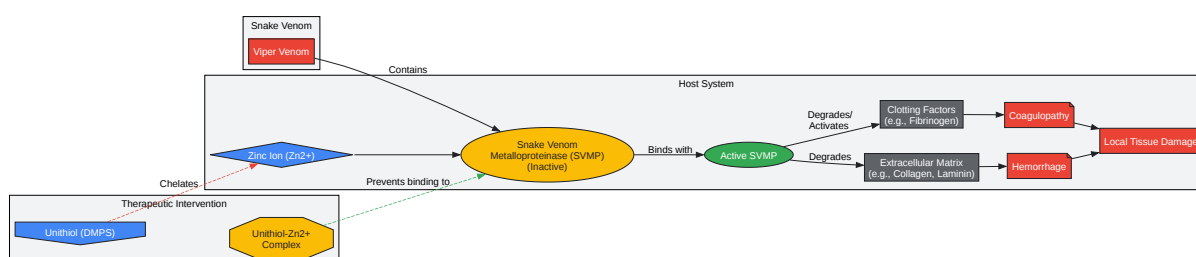 Snake Venom
Viper Venom
Contains
Host System
Zinc Ion (Zn2+)
Snake Venom
Metalloproteinase (SVMP)
(Inactive)
Binds with
Active SVMP
Degrades/
Activates
Degrades
Clotting Factors
(e.g., Fibrinogen)
Extracellular Matrix
(e.g., Collagen, Laminin)
Coagulopathy
Hemorrhage
Local Tissue Damage
Chelates
Prevents binding to
Therapeutic Intervention
Unithiol (DMPS)
Unithiol-Zn2+
Complex